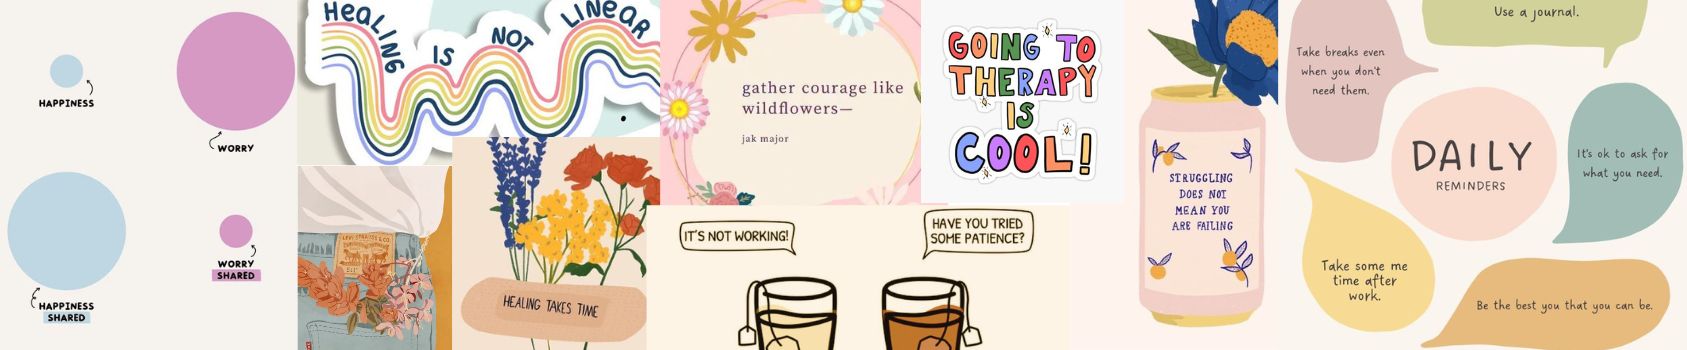 HAPPINESS
WORRY
HAPPINESS
SHARED
WORRY
SHARED
HEALING IS NOT LINEAR
LEVI STRAUSS & CO.
HEALING TAKES TIME
gather courage like
wildflowers—
jak major
IT'S NOT WORKING!
HAVE YOU TRIED
SOME PATIENCE?
GOING TO
THERAPY
IS
COOL!
STRUGGLING
DOES NOT
MEAN YOU
ARE FAILING
Use a journal.
Take breaks even
when you don't
need them.
DAILY
REMINDERS
It's ok to ask for
what you need.
Take some me
time after
work.
Be the best you that you can be.